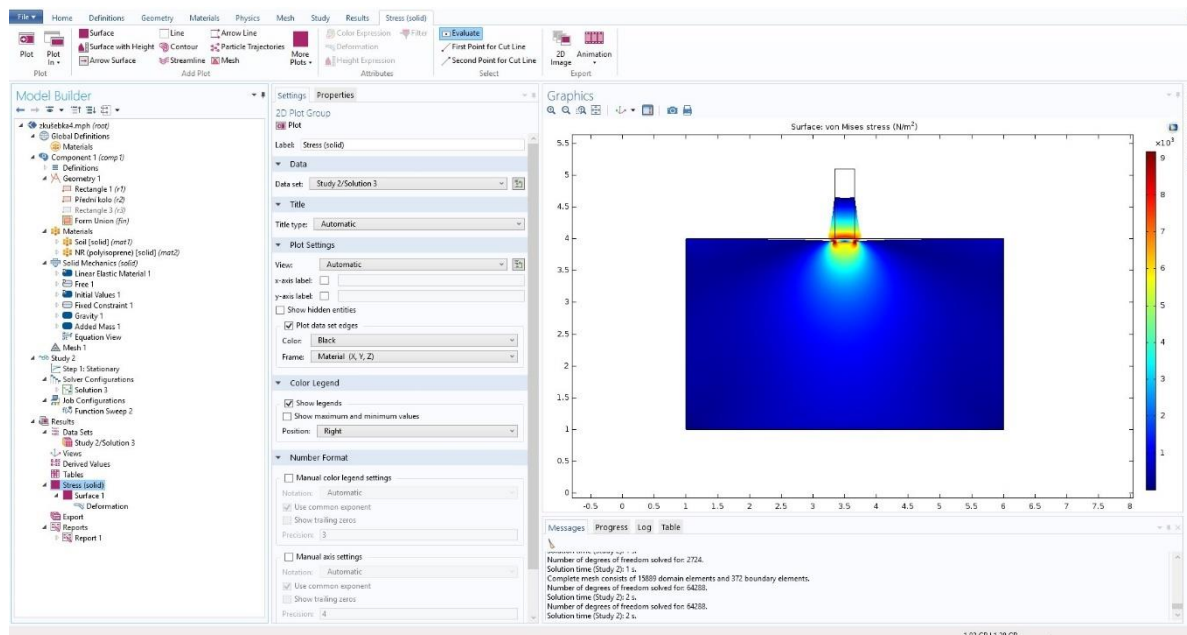 File Home Definitions Geometry Materials Physics Mesh Study Results Stress (solid)
Surface Line Arrow Line Color Expression Filter Evaluate
Plot Plot In Surface with Height Contour Particle Trajectories More Plots Deformation First Point for Cut Line 2D Image Animation
Arrow Surface Streamline Mesh Height Expression Second Point for Cut Line
Plot Add Plot Attributes Select Export
Model Builder
zkušebka4.mph (root)
Global Definitions
Materials
Component 1 (comp1)
Definitions
Geometry 1
Rectangle 1 (r1)
Přední kolo (r2)
Rectangle 3 (r3)
Form Union (fin)
Materials
Soil [solid] (mat1)
NR (polyisoprene) [solid] (mat2)
Solid Mechanics (solid)
Linear Elastic Material 1
Free 1
Initial Values 1
Fixed Constraint 1
Gravity 1
Added Mass 1
Equation View
Mesh 1
Study 2
Step 1: Stationary
Solver Configurations
Solution 3
Job Configurations
Function Sweep 2
Results
Data Sets
Study 2/Solution 3
Views
Derived Values
Tables
Stress (solid)
Surface 1
Deformation
Export
Reports
Report 1
Settings Properties
2D Plot Group
Plot
Label: Stress (solid)
Data
Data set: Study 2/Solution 3
Title
Title type: Automatic
Plot Settings
View: Automatic
x-axis label:
y-axis label:
Show hidden entities
Plot data set edges
Color: Black
Frame: Material (X, Y, Z)
Color Legend
Show legends
Show maximum and minimum values
Position: Right
Number Format
Manual color legend settings
Notation: Automatic
Use common exponent
Show trailing zeros
Precision: 3
Manual axis settings
Notation: Automatic
Use common exponent
Show trailing zeros
Precision: 4
Graphics
Surface: von Mises stress (N/m²)
×10³
5.5
5
4.5
4
3.5
3
2.5
2
1.5
1
0.5
0
-0.5 0 0.5 1 1.5 2 2.5 3 3.5 4 4.5 5 5.5 6 6.5 7 7.5 8
9
8
7
6
5
4
3
2
1
Messages Progress Log Table
Number of degrees of freedom solved for: 2724.
Solution time (Study 2): 1 s.
Complete mesh consists of 15889 domain elements and 372 boundary elements.
Number of degrees of freedom solved for: 64288.
Solution time (Study 2): 2 s.
Number of degrees of freedom solved for: 64288.
Solution time (Study 2): 2 s.